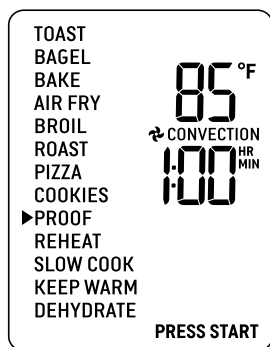 TOAST
BAGEL
BAKE
AIR FRY
BROIL
ROAST
PIZZA
COOKIES
PROOF
REHEAT
SLOW COOK
KEEP WARM
DEHYDRATE
85°F
CONVECTION
1:00 HR MIN
PRESS START